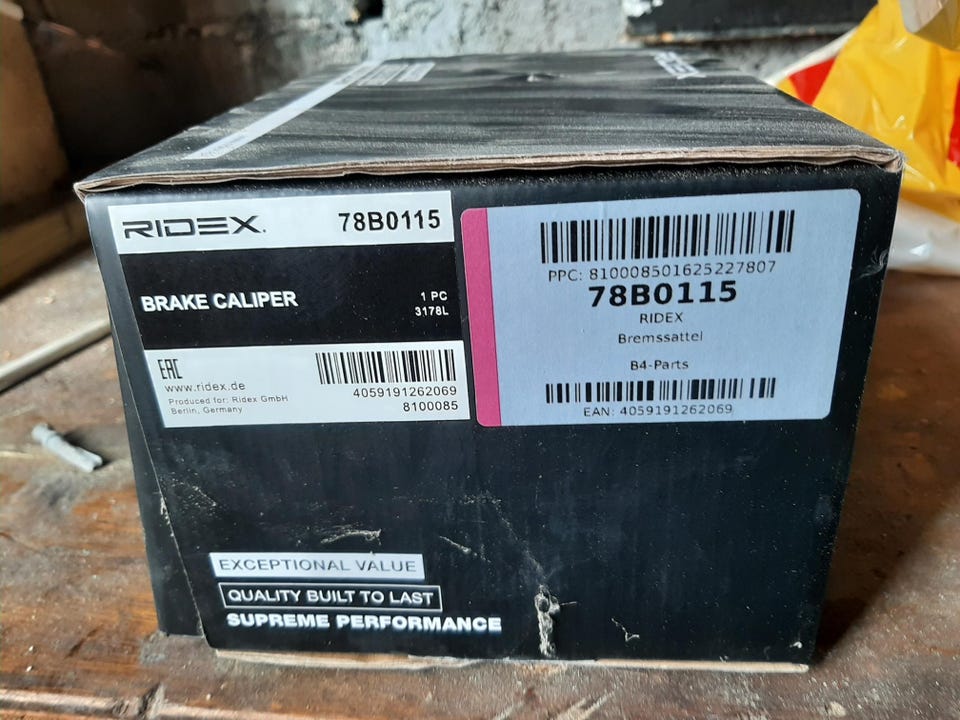 RIDEX.
78B0115
BRAKE CALIPER
1 PC
3178L
EAC
www.ridex.de
Produced for: Ridex GmbH
Berlin, Germany
4059191262069
8100085
PPC: 810008501625227807
78B0115
RIDEX
Bremssattel
B4-Parts
EAN: 4059191262069
EXCEPTIONAL VALUE
QUALITY BUILT TO LAST
SUPREME PERFORMANCE